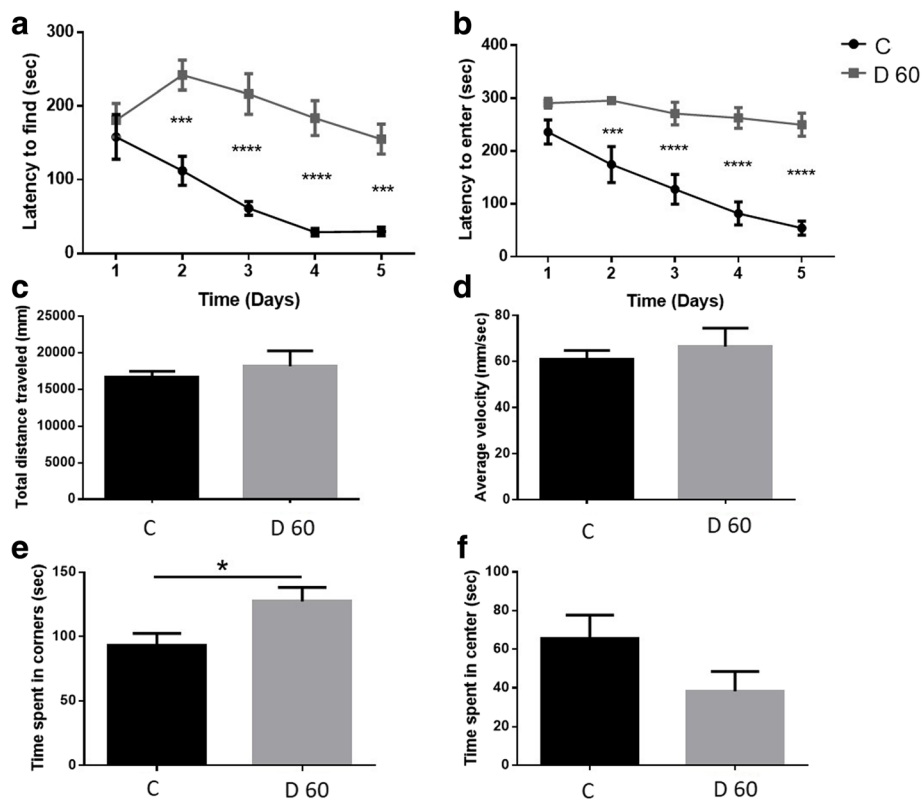 a
Latency to find (sec)
300
200
100
0
***
****
****
***
1 2 3 4 5
Time (Days)
b
Latency to enter (sec)
400
300
200
100
0
***
****
****
****
1 2 3 4 5
Time (Days)
C
D 60
c
Total distance traveled (mm)
25000
20000
15000
10000
5000
0
C D 60
d
Average velocity (mm/sec)
80
60
40
20
0
C D 60
e
Time spent in corners (sec)
150
100
50
0
*
C D 60
f
Time spent in center (sec)
100
80
60
40
20
0
C D 60